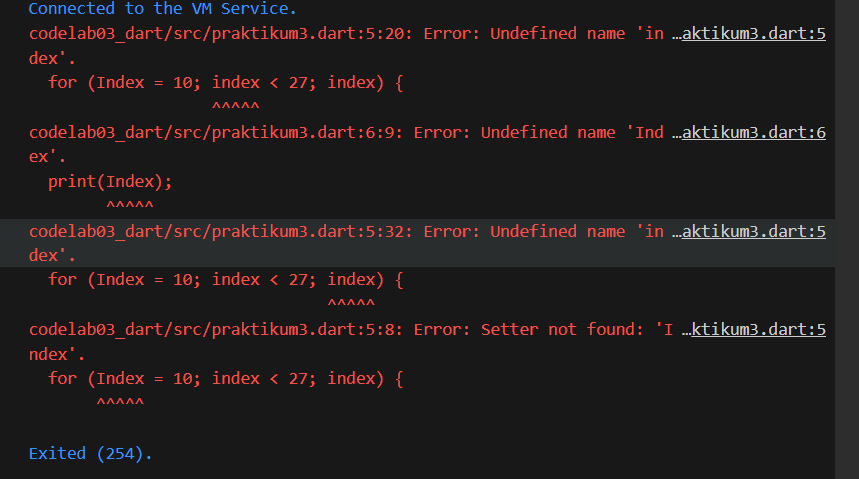 Connected to the VM Service.
codelab03_dart/src/praktikum3.dart:5:20: Error: Undefined name 'in …aktikum3.dart:5
dex'.
  for (Index = 10; index < 27; index) {
                   ^^^^^
codelab03_dart/src/praktikum3.dart:6:9: Error: Undefined name 'Ind …aktikum3.dart:6
ex'.
  print(Index);
        ^^^^^
codelab03_dart/src/praktikum3.dart:5:32: Error: Undefined name 'in …aktikum3.dart:5
dex'.
  for (Index = 10; index < 27; index) {
                               ^^^^^
codelab03_dart/src/praktikum3.dart:5:8: Error: Setter not found: 'I …ktikum3.dart:5
ndex'.
  for (Index = 10; index < 27; index) {
       ^^^^^
Exited (254).